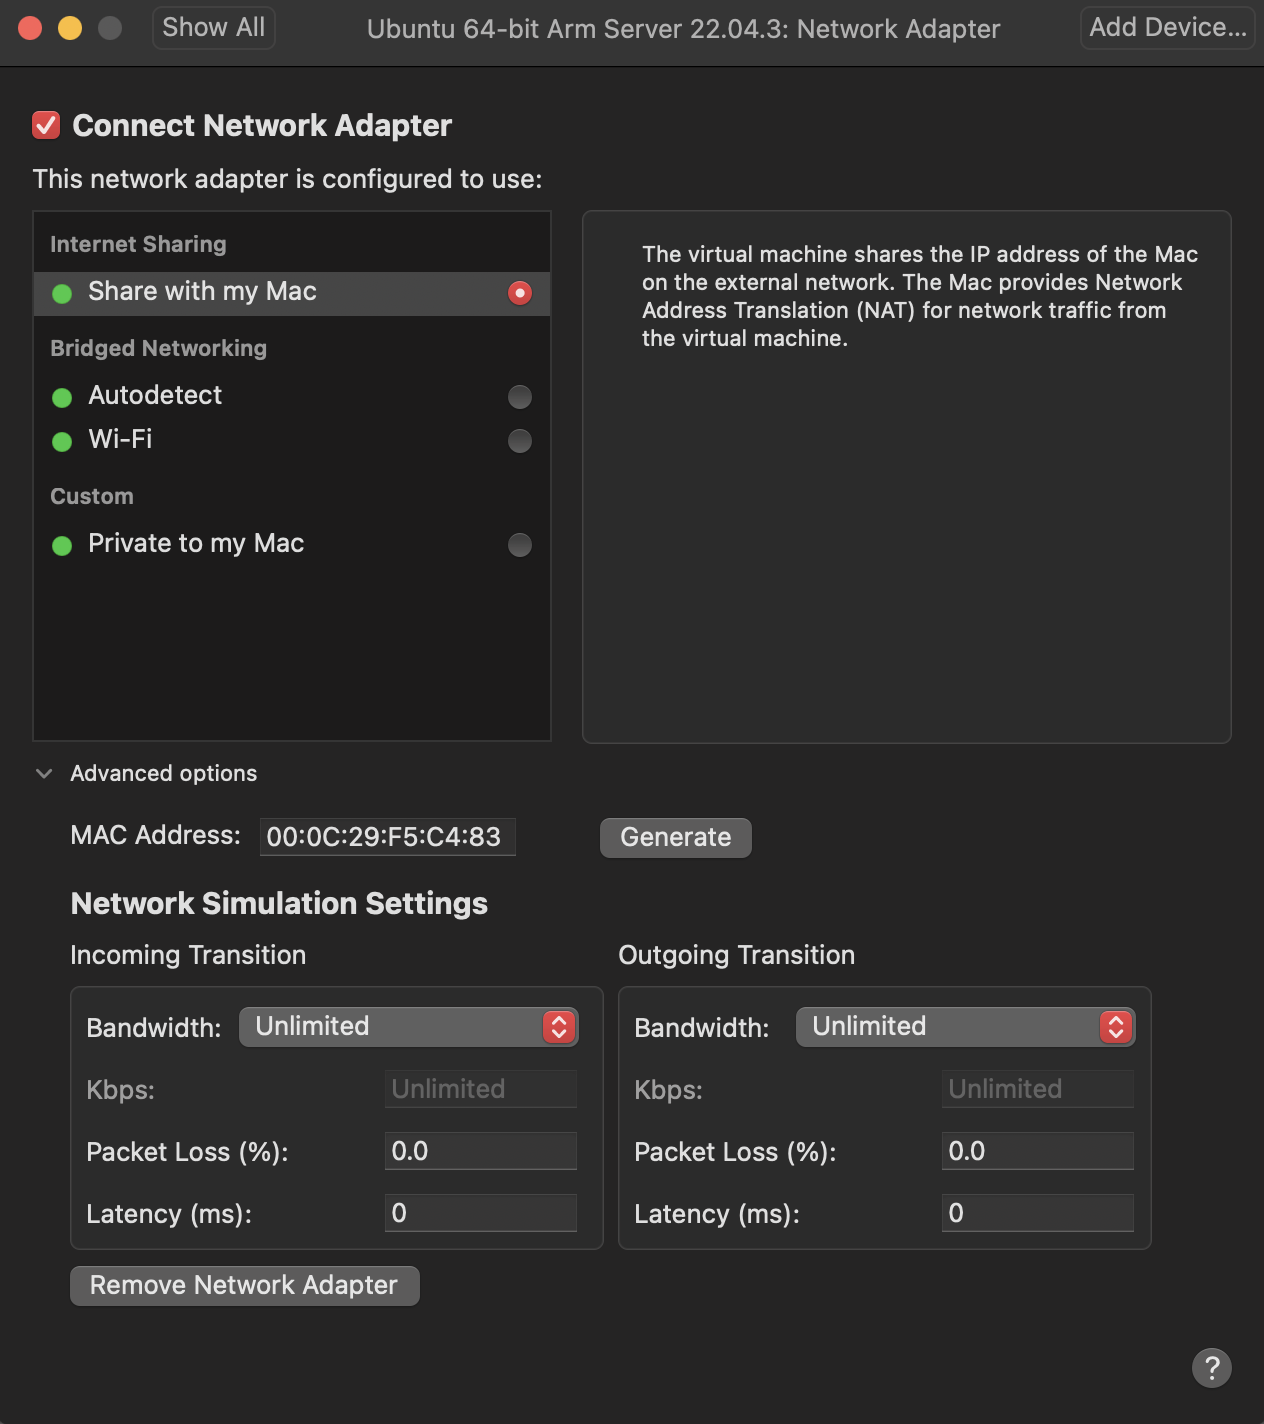 Show All
Ubuntu 64-bit Arm Server 22.04.3: Network Adapter
Add Device...
Connect Network Adapter
This network adapter is configured to use:
Internet Sharing
Share with my Mac
Bridged Networking
Autodetect
Wi-Fi
Custom
Private to my Mac
The virtual machine shares the IP address of the Mac
on the external network. The Mac provides Network
Address Translation (NAT) for network traffic from
the virtual machine.
Advanced options
MAC Address: 00:0C:29:F5:C4:83 Generate
Network Simulation Settings
Incoming Transition
Bandwidth: Unlimited
Kbps: Unlimited
Packet Loss (%): 0.0
Latency (ms): 0
Outgoing Transition
Bandwidth: Unlimited
Kbps: Unlimited
Packet Loss (%): 0.0
Latency (ms): 0
Remove Network Adapter
?